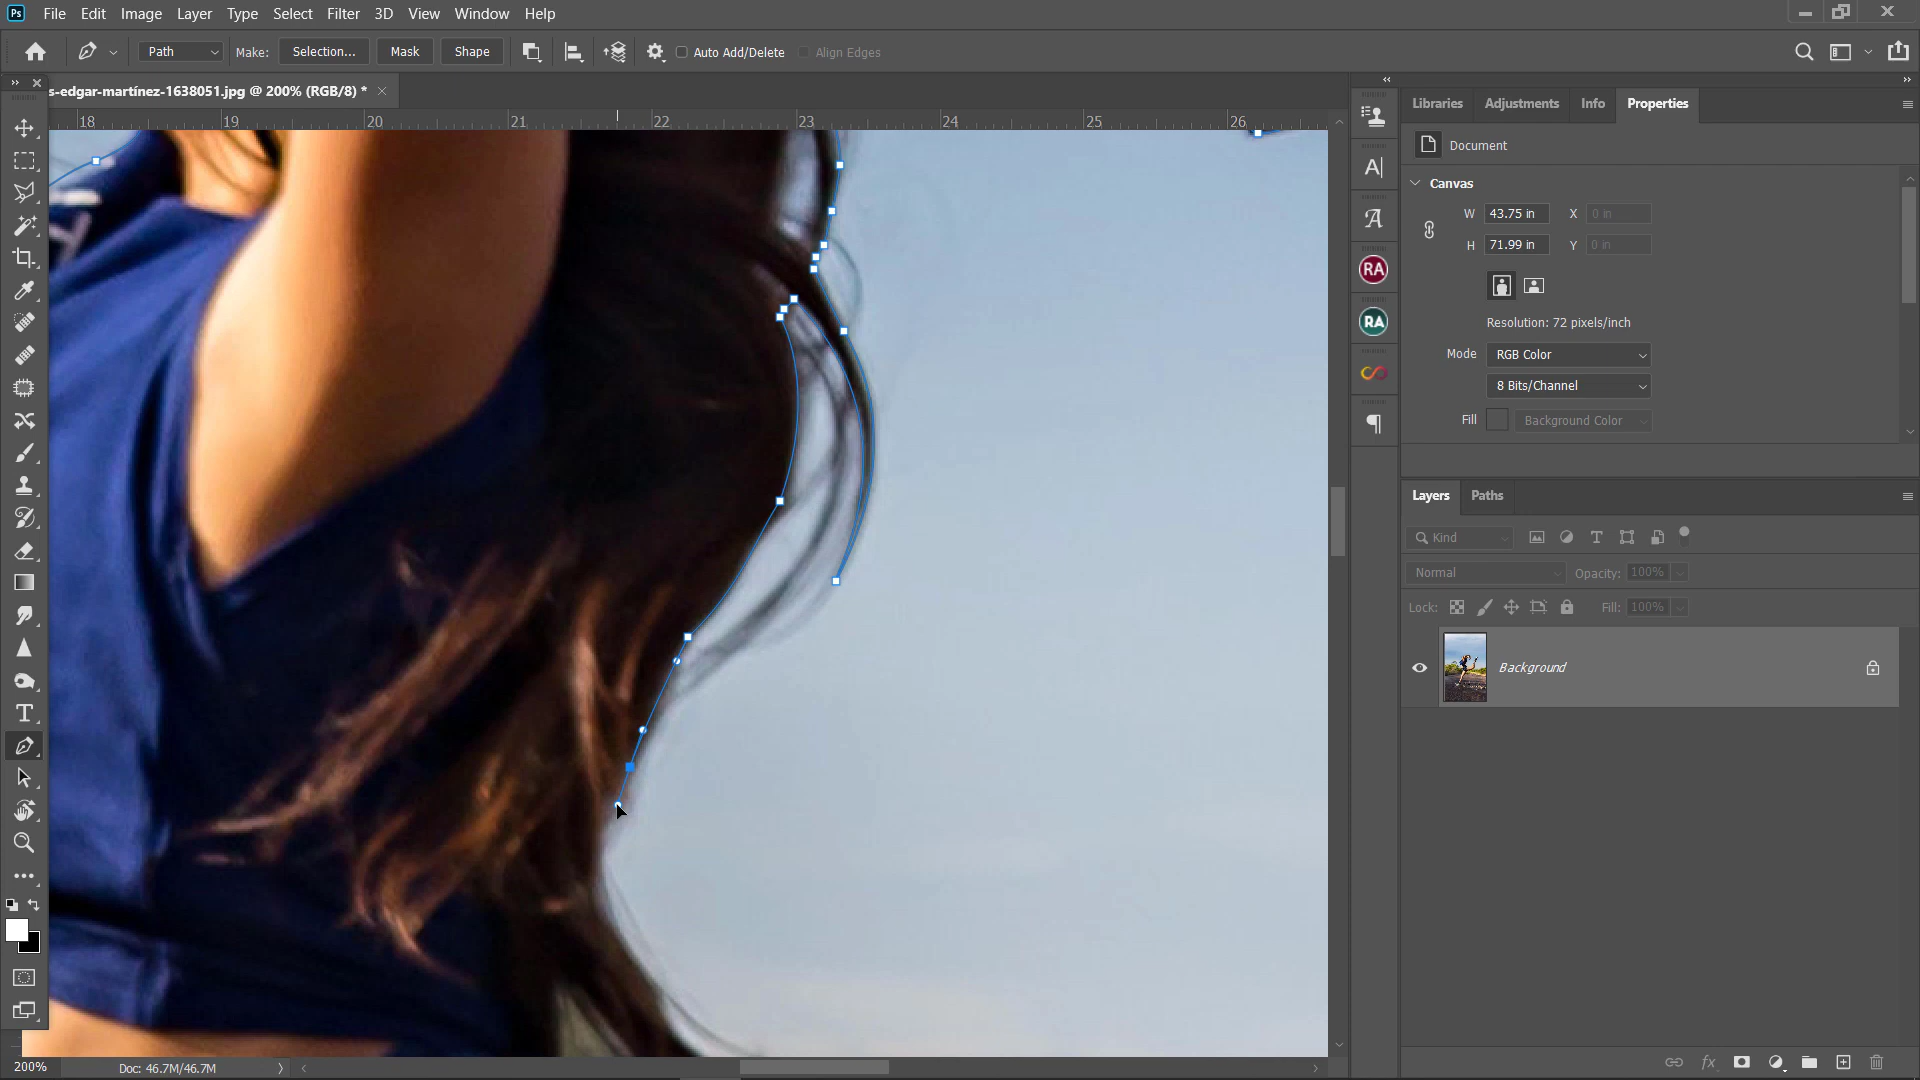 Ps File Edit Image Layer Type Select Filter 3D View Window Help
Path Make: Selection... Mask Shape Auto Add/Delete Align Edges
s-edgar-martínez-1638051.jpg @ 200% (RGB/8) *
18 19 20 21 22 23 24 25 26
Libraries Adjustments Info Properties
Document
Canvas
W 43.75 in X 0 in
H 71.99 in Y 0 in
Resolution: 72 pixels/inch
Mode RGB Color
8 Bits/Channel
Fill Background Color
A
A
RA
RA
Layers Paths
Kind
Normal Opacity: 100%
Lock: Fill: 100%
Background
fx
200% Doc: 46.7M/46.7M